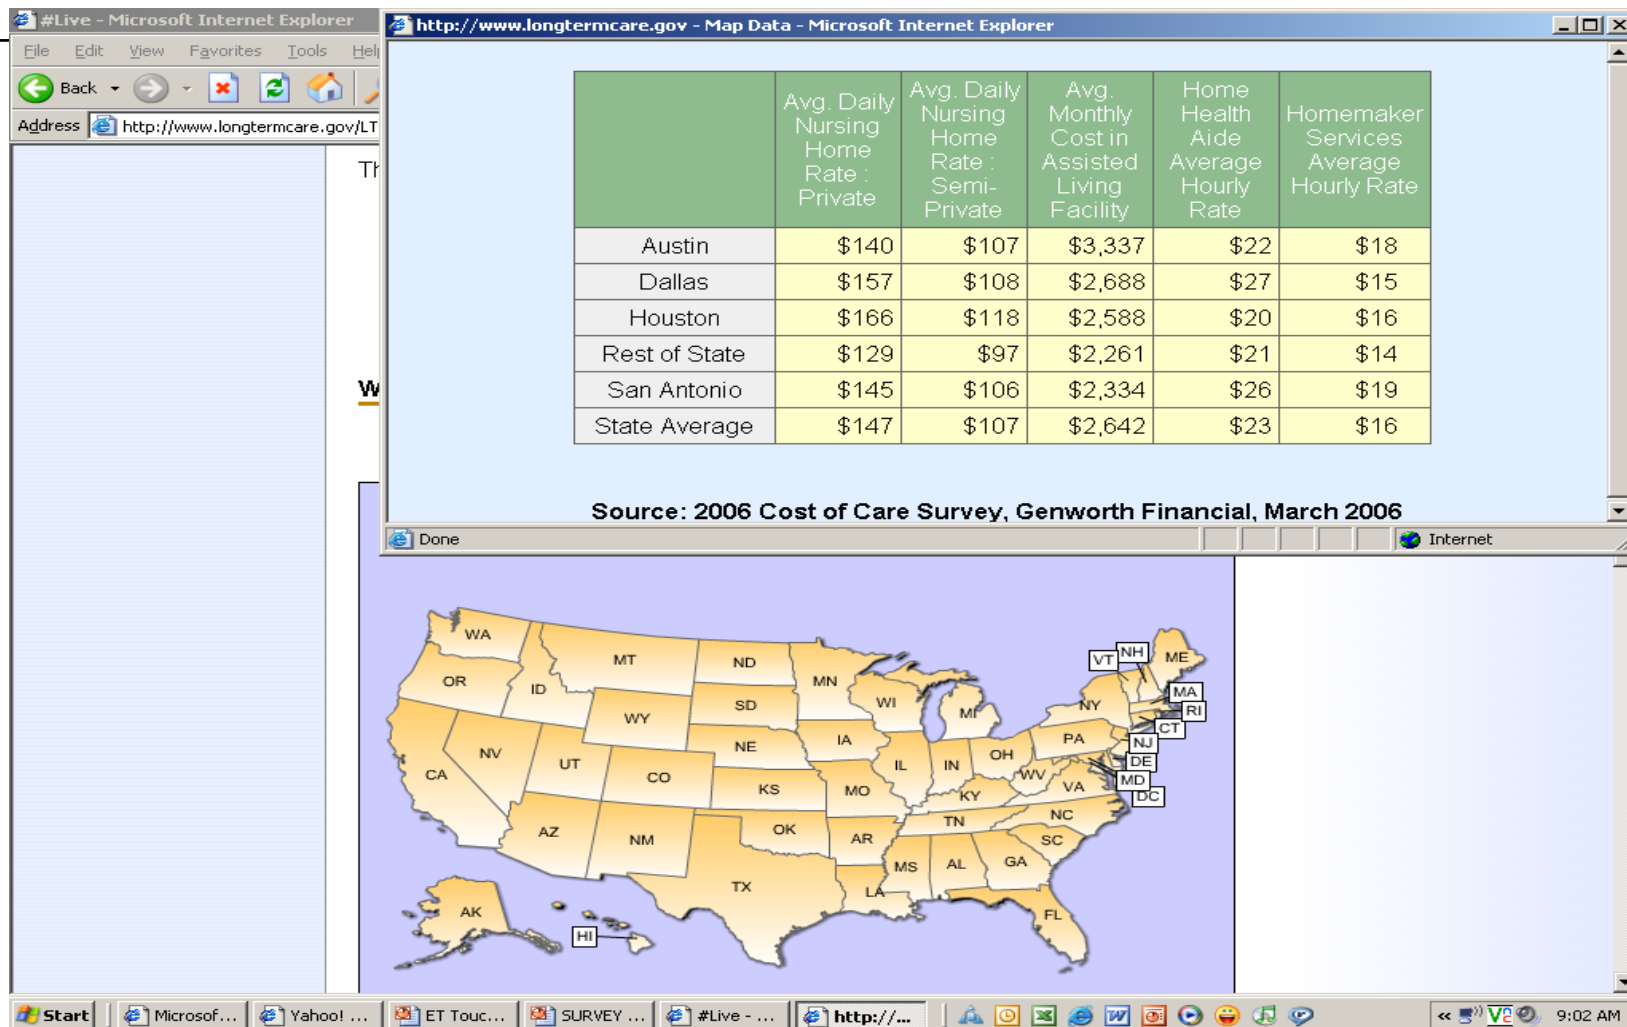 #Live - Microsoft Internet Explorer
File Edit View Favorites Tools Hel
Back
Address http://www.longtermcare.gov/LT
Th
W
http://www.longtermcare.gov - Map Data - Microsoft Internet Explorer
Avg. Daily Nursing Home Rate : Private
Avg. Daily Nursing Home Rate : Semi-Private
Avg. Monthly Cost in Assisted Living Facility
Home Health Aide Average Hourly Rate
Homemaker Services Average Hourly Rate
Austin $140 $107 $3,337 $22 $18
Dallas $157 $108 $2,688 $27 $15
Houston $166 $118 $2,588 $20 $16
Rest of State $129 $97 $2,261 $21 $14
San Antonio $145 $106 $2,334 $26 $19
State Average $147 $107 $2,642 $23 $16
Source: 2006 Cost of Care Survey, Genworth Financial, March 2006
Done Internet
WA
MT
ND
MN
VT
NH
ME
OR
ID
SD
WI
MI
NY
MA
RI
WY
CT
NV
NE
IA
PA
NJ
UT
CO
IL
IN
OH
DE
CA
WV
MD
KS
MO
KY
VA
DC
AZ
NM
OK
AR
TN
NC
SC
MS
AL
GA
TX
LA
AK
FL
HI
Start Microsof... Yahoo! ... ET Touc... SURVEY ... #Live - ... http://... « V2 9:02 AM